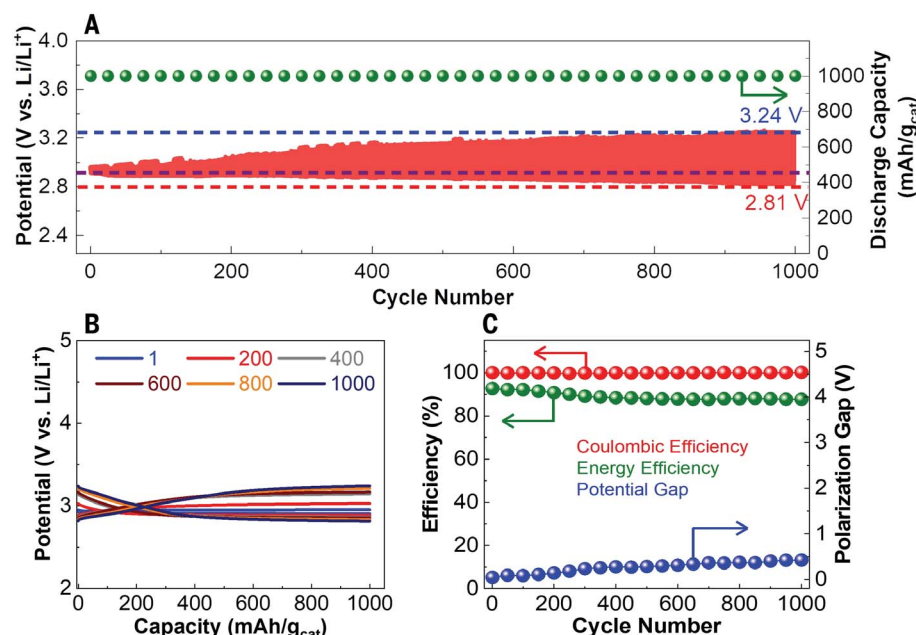 A
Potential (V vs. Li/Li⁺)
4.0
3.6
3.2
2.8
2.4
3.24 V
2.81 V
1000
800
600
400
200
0
Discharge Capacity
(mAh/g_cat)
0 200 400 600 800 1000
Cycle Number
B
Potential (V vs. Li/Li⁺)
5
4
3
2
1 200 400
600 800 1000
0 200 400 600 800 1000
Capacity (mAh/g_cat)
C
Efficiency (%)
100
80
60
40
20
10
0
Coulombic Efficiency
Energy Efficiency
Potential Gap
5
4
3
2
1
0
Polarization Gap (V)
0 200 400 600 800 1000
Cycle Number